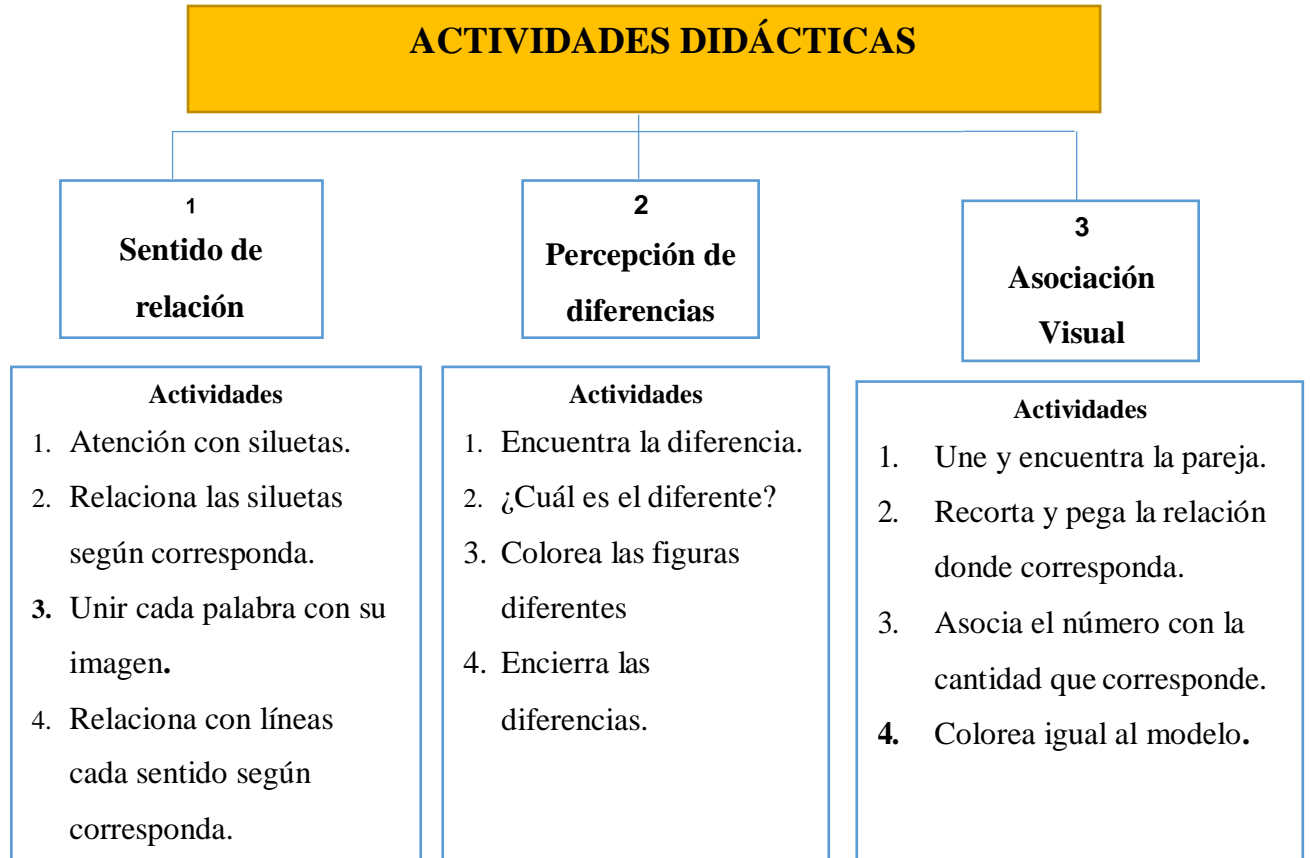 ACTIVIDADES DIDÁCTICAS
1
Sentido de
relación
2
Percepción de
diferencias
3
Asociación
Visual
Actividades
1. Atención con siluetas.
2. Relaciona las siluetas
según corresponda.
3. Unir cada palabra con su
imagen.
4. Relaciona con líneas
cada sentido según
corresponda.
Actividades
1. Encuentra la diferencia.
2. ¿Cuál es el diferente?
3. Colorea las figuras
diferentes
4. Encierra las
diferencias.
Actividades
1. Une y encuentra la pareja.
2. Recorta y pega la relación
donde corresponda.
3. Asocia el número con la
cantidad que corresponde.
4. Colorea igual al modelo.